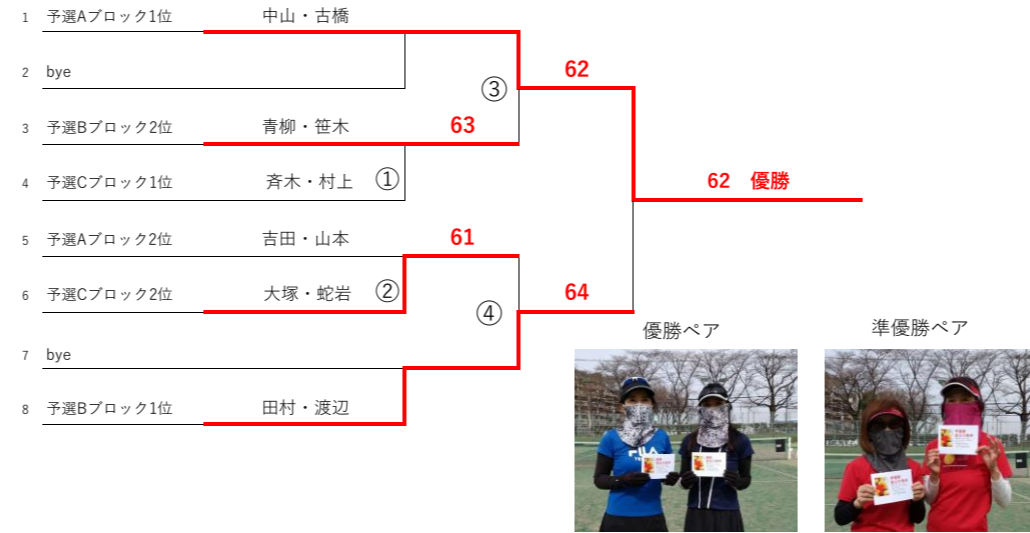 1 予選Aブロック1位 中山・古橋
2 bye
62
③
3 予選Bブロック2位 青柳・笹木 63
4 予選Cブロック1位 斉木・村上 ①
62 優勝
5 予選Aブロック2位 吉田・山本 61
6 予選Cブロック2位 大塚・蛇岩 ②
64
④
優勝ペア 準優勝ペア
7 bye
8 予選Bブロック1位 田村・渡辺
FILA